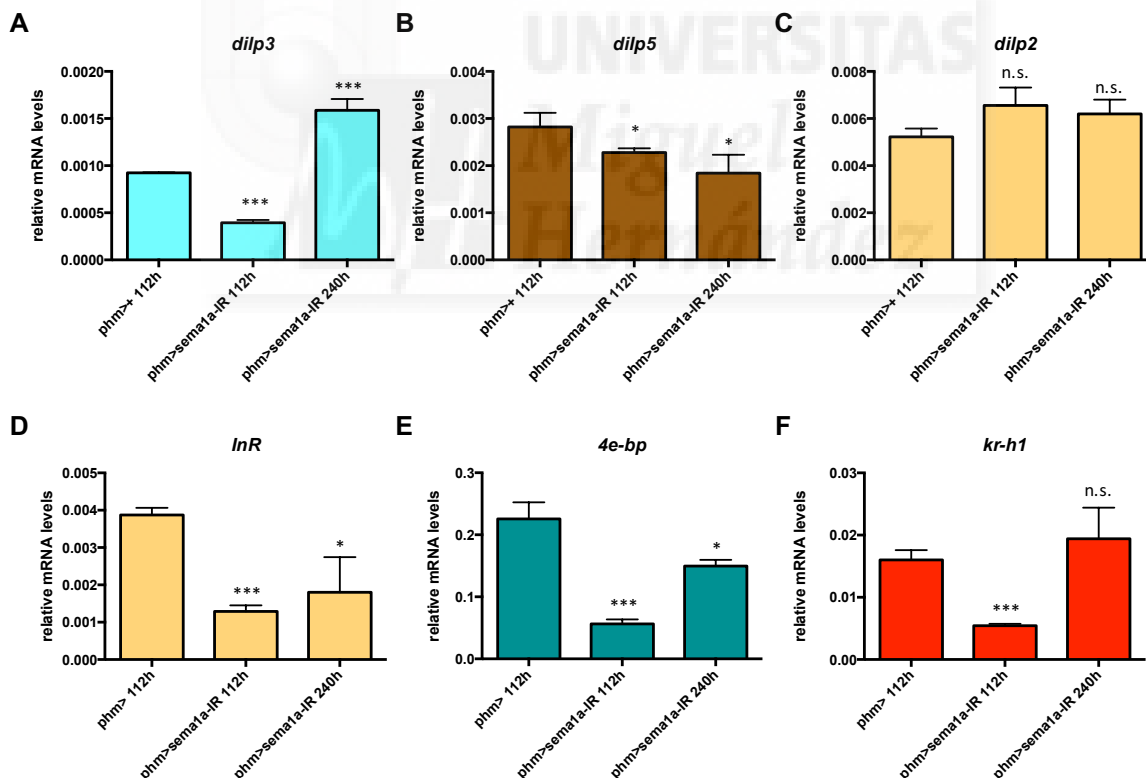 UNIVERSITAS
Miguel
Hernández
A
dilp3
relative mRNA levels
0.0020
0.0015
0.0010
0.0005
0.0000
***
***
phm>+ 112h
phm>sema1a-IR 112h
phm>sema1a-IR 240h
B
dilp5
relative mRNA levels
0.004
0.003
0.002
0.001
0.000
*
*
phm>+ 112h
phm>sema1a-IR 112h
phm>sema1a-IR 240h
C
dilp2
relative mRNA levels
0.008
0.006
0.004
0.002
0.000
n.s.
n.s.
phm>+ 112h
phm>sema1a-IR 112h
phm>sema1a-IR 240h
D
InR
relative mRNA levels
0.005
0.004
0.003
0.002
0.001
0.000
***
*
phm> 112h
phm>sema1a-IR 112h
phm>sema1a-IR 240h
E
4e-bp
relative mRNA levels
0.3
0.2
0.1
0.0
***
*
phm> 112h
phm>sema1a-IR 112h
phm>sema1a-IR 240h
F
kr-h1
relative mRNA levels
0.03
0.02
0.01
0.00
***
n.s.
phm> 112h
phm>sema1a-IR 112h
phm>sema1a-IR 240h